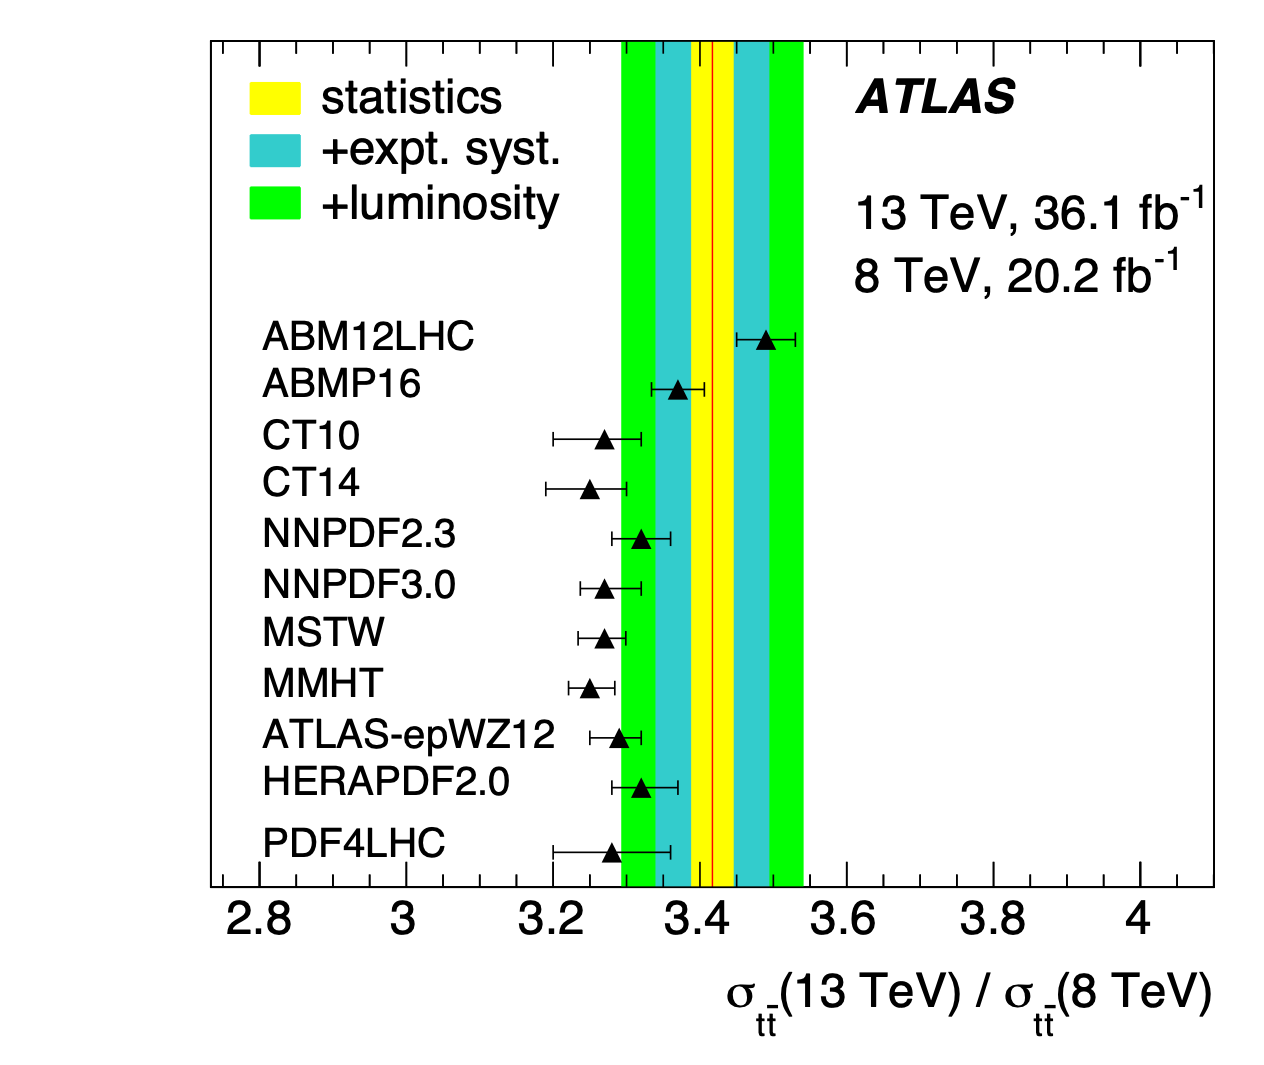 statistics
+expt. syst.
+luminosity
ATLAS
13 TeV, 36.1 fb⁻¹
8 TeV, 20.2 fb⁻¹
ABM12LHC
ABMP16
CT10
CT14
NNPDF2.3
NNPDF3.0
MSTW
MMHT
ATLAS-epWZ12
HERAPDF2.0
PDF4LHC
2.8 3 3.2 3.4 3.6 3.8 4
σ_tt̄(13 TeV) / σ_tt̄(8 TeV)